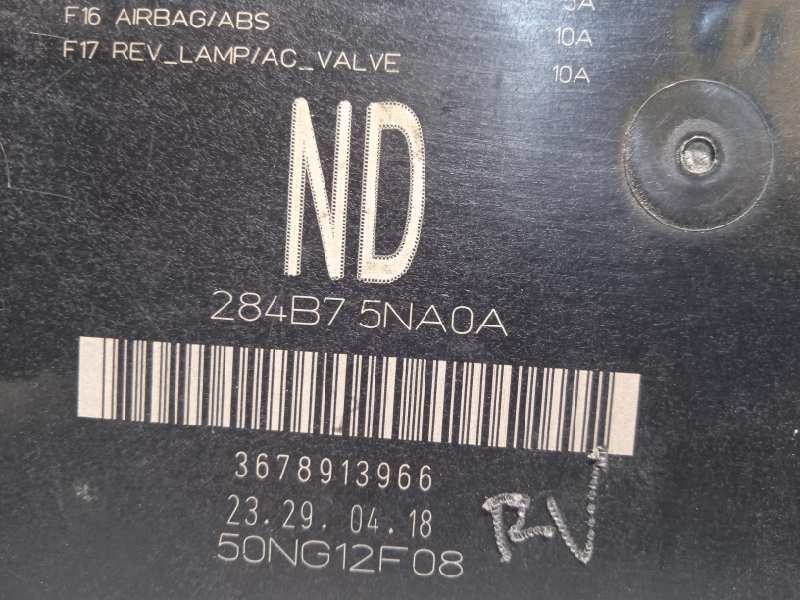 F16 AIRBAG/ABS
10A
F17 REV_LAMP/AC_VALVE
10A
ND
284B7 5NA0A
3678913966
23.29. 04.18
50NG12F08